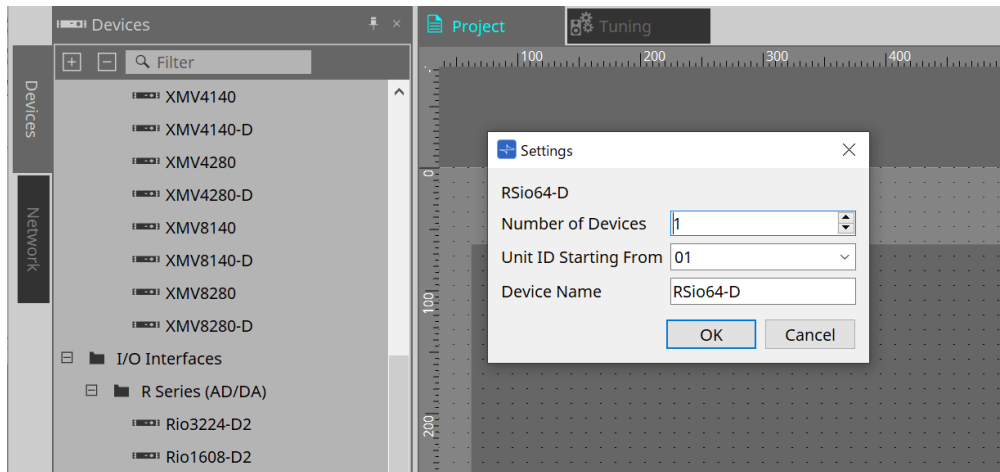 Devices
Filter
XMV4140
XMV4140-D
XMV4280
XMV4280-D
XMV8140
XMV8140-D
XMV8280
XMV8280-D
I/O Interfaces
R Series (AD/DA)
Rio3224-D2
Rio1608-D2
Devices
Network
Project
Tuning
100
200
300
400
0
100
200
Settings
RSio64-D
Number of Devices 1
Unit ID Starting From 01
Device Name RSio64-D
OK Cancel